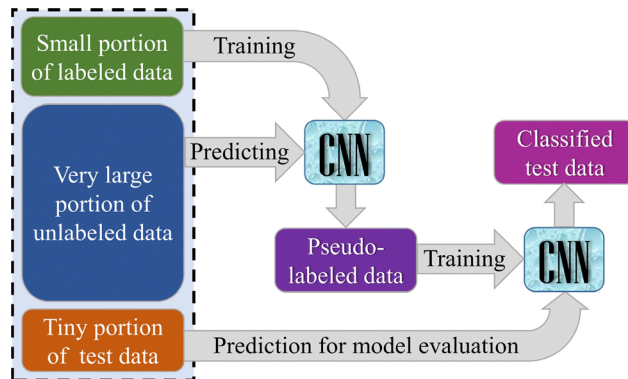 Small portion
of labeled data
Training
Predicting
CNN
Very large
portion of
unlabeled data
Classified
test data
Pseudo-
labeled data
Training
CNN
Tiny portion
of test data
Prediction for model evaluation